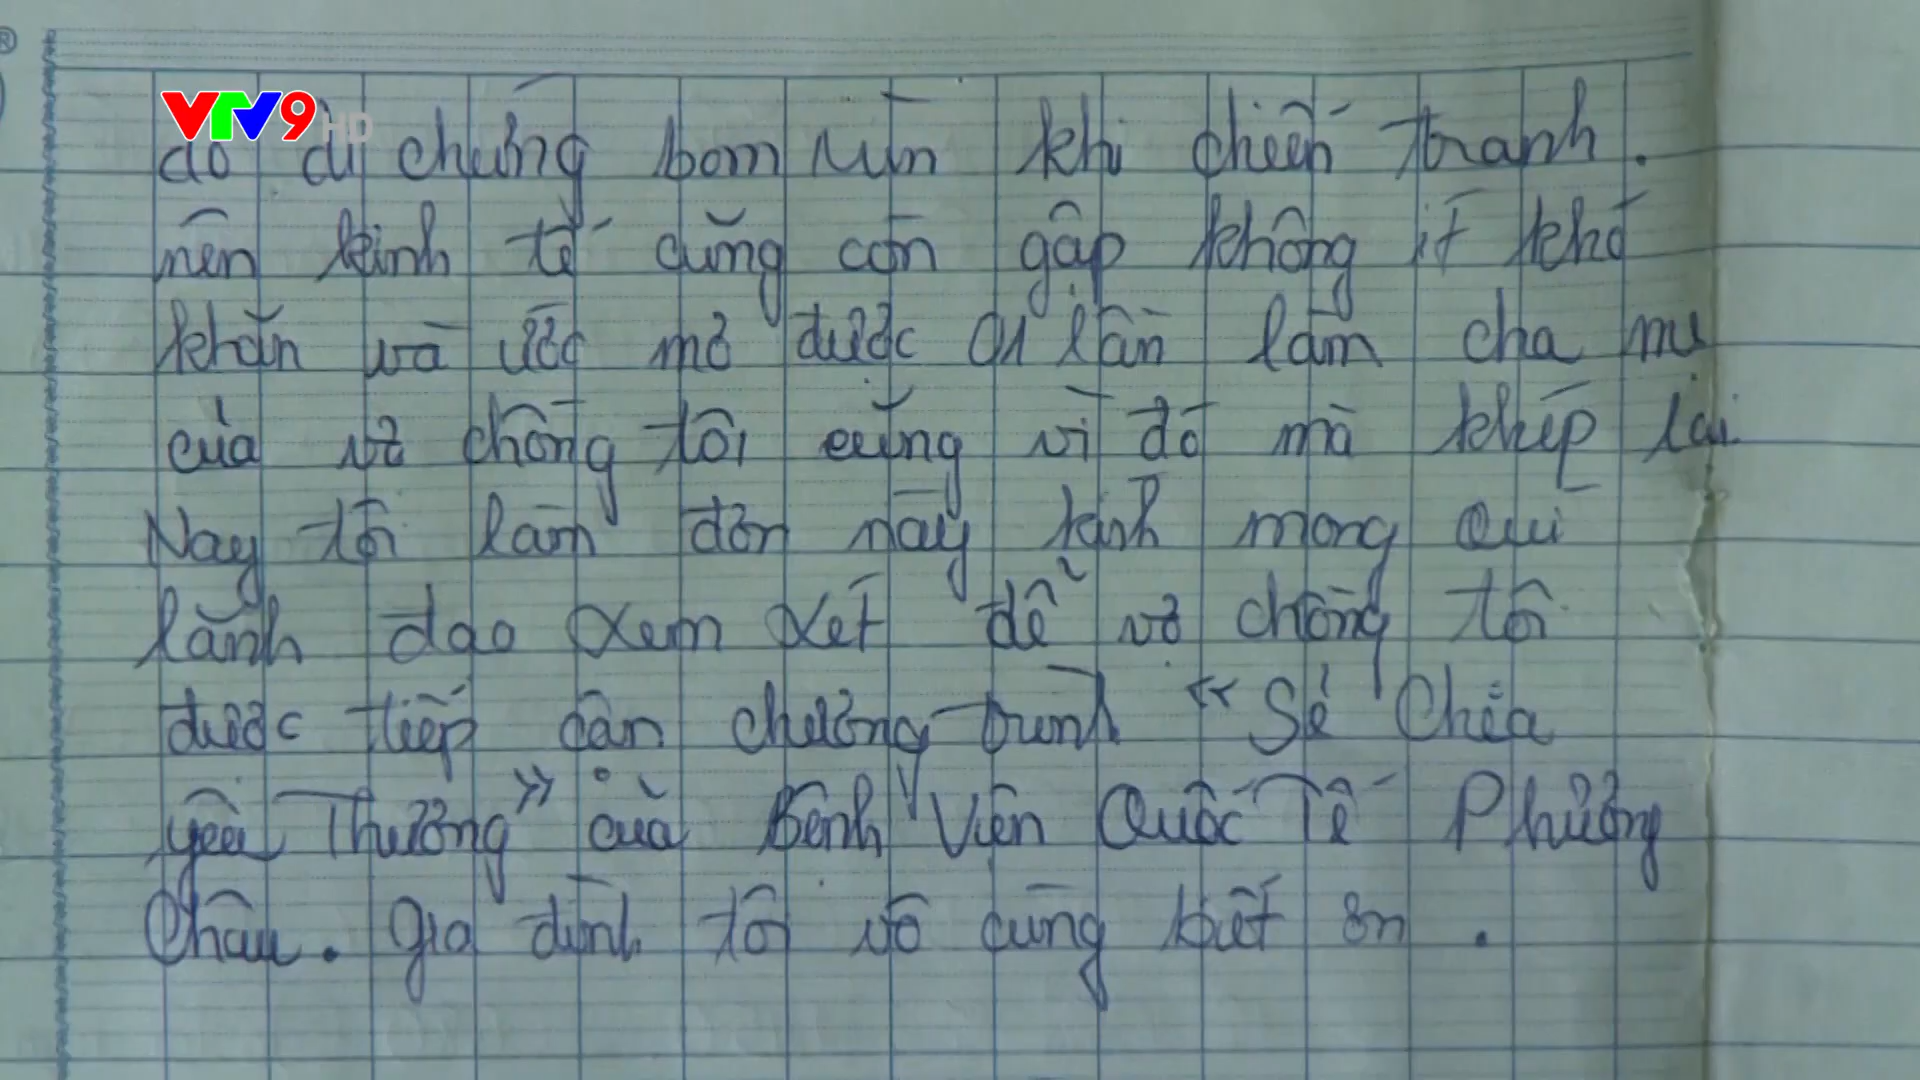 VTV9 HD
do di chứng bom mìn khi chiến tranh.
nên kinh tế cũng còn gặp không ít khó
khăn và ước mơ được 01 lần làm cha mẹ
của vợ chồng tôi cũng vì đó mà khép lại.
Nay tôi làm đơn này kính mong quí
lãnh đạo xem xét để vợ chồng tôi
được tiếp cận chương trình "Sẻ Chia
yêu Thương" của Bệnh Viện Quốc Tế Phương
Châu. gia đình tôi vô cùng biết ơn.